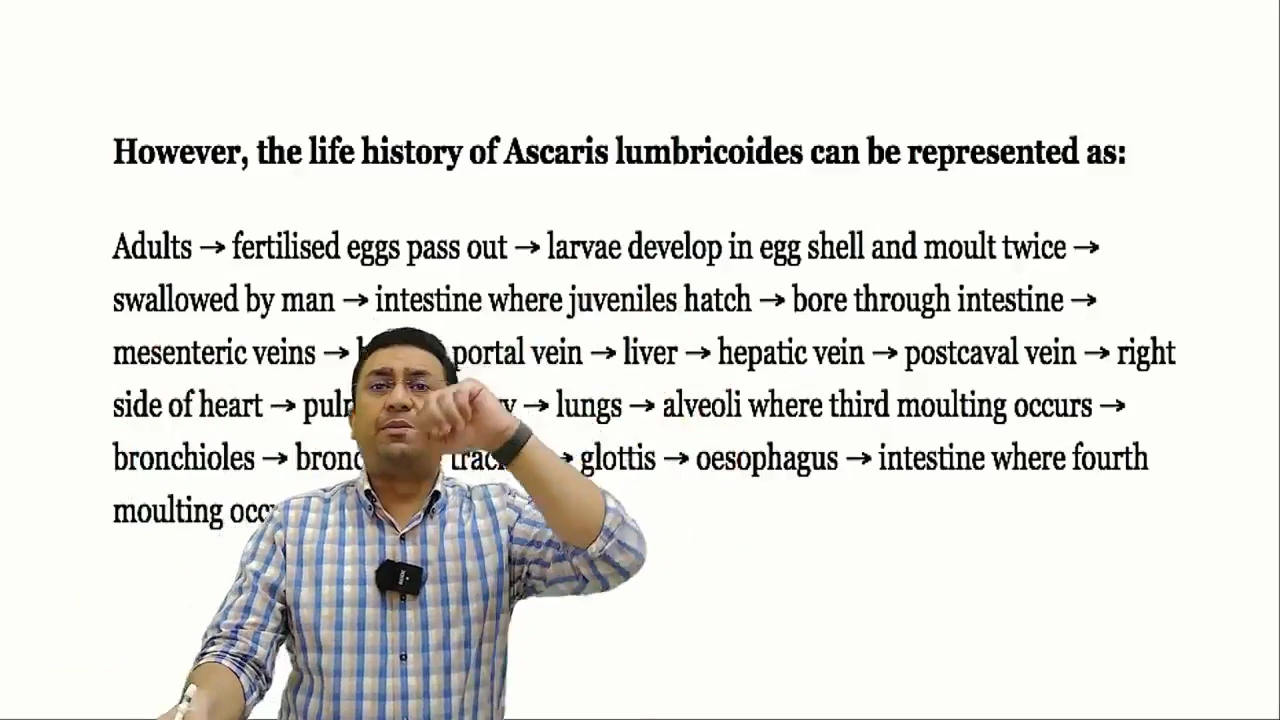 However, the life history of Ascaris lumbricoides can be represented as:
Adults → fertilised eggs pass out → larvae develop in egg shell and moult twice →
swallowed by man → intestine where juveniles hatch → bore through intestine →
mesenteric veins → portal vein → liver → hepatic vein → postcaval vein → right
side of heart → → lungs → alveoli where third moulting occurs →
bronchioles → → glottis → oesophagus → intestine where fourth
moulting